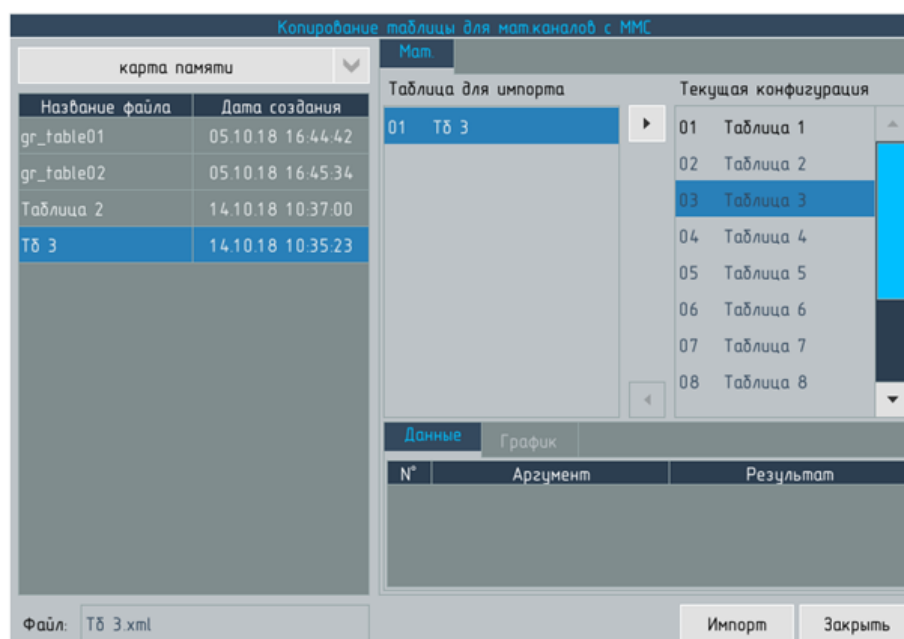 Копирование таблицы для мат.каналов с ММС
карта памяти
Название файла Дата создания
gr_table01 05.10.18 16:44:42
gr_table02 05.10.18 16:45:34
Таблица 2 14.10.18 10:37:00
Тб 3 14.10.18 10:35:23
Файл: Тб 3.xml
Мат.
Таблица для импорта
01 Тб 3
Текущая конфигурация
01 Таблица 1
02 Таблица 2
03 Таблица 3
04 Таблица 4
05 Таблица 5
06 Таблица 6
07 Таблица 7
08 Таблица 8
Данные График
N° Аргумент Результат
Импорт Закрыть